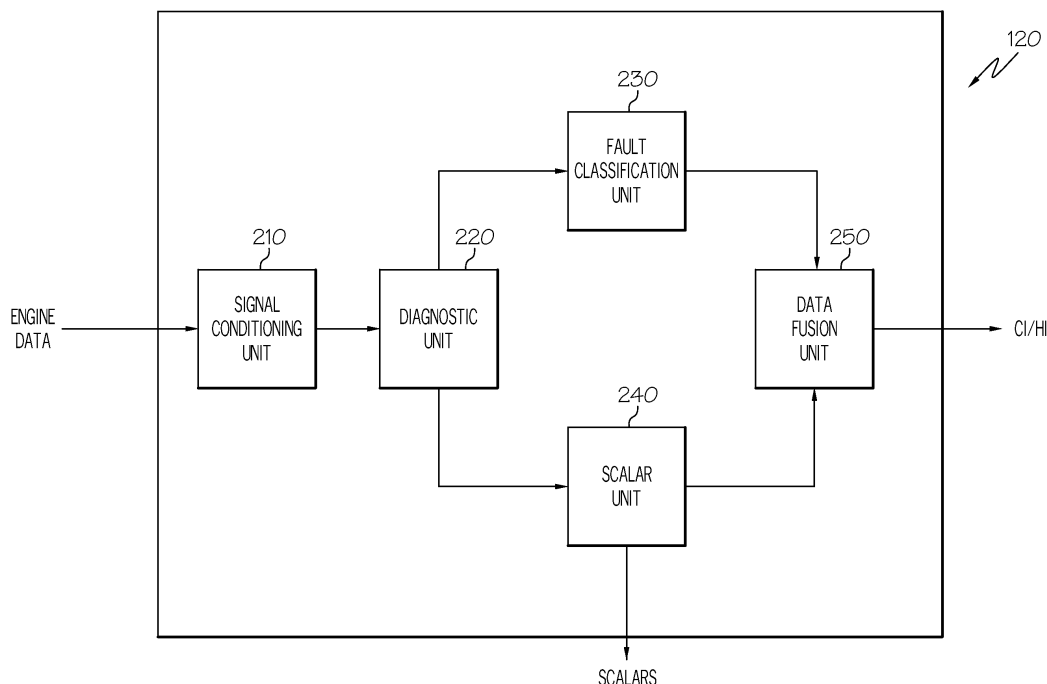 120
230
FAULT
CLASSIFICATION
UNIT
210
220
250
ENGINE
DATA
SIGNAL
CONDITIONING
UNIT
DIAGNOSTIC
UNIT
DATA
FUSION
UNIT
CI/HI
240
SCALAR
UNIT
SCALARS